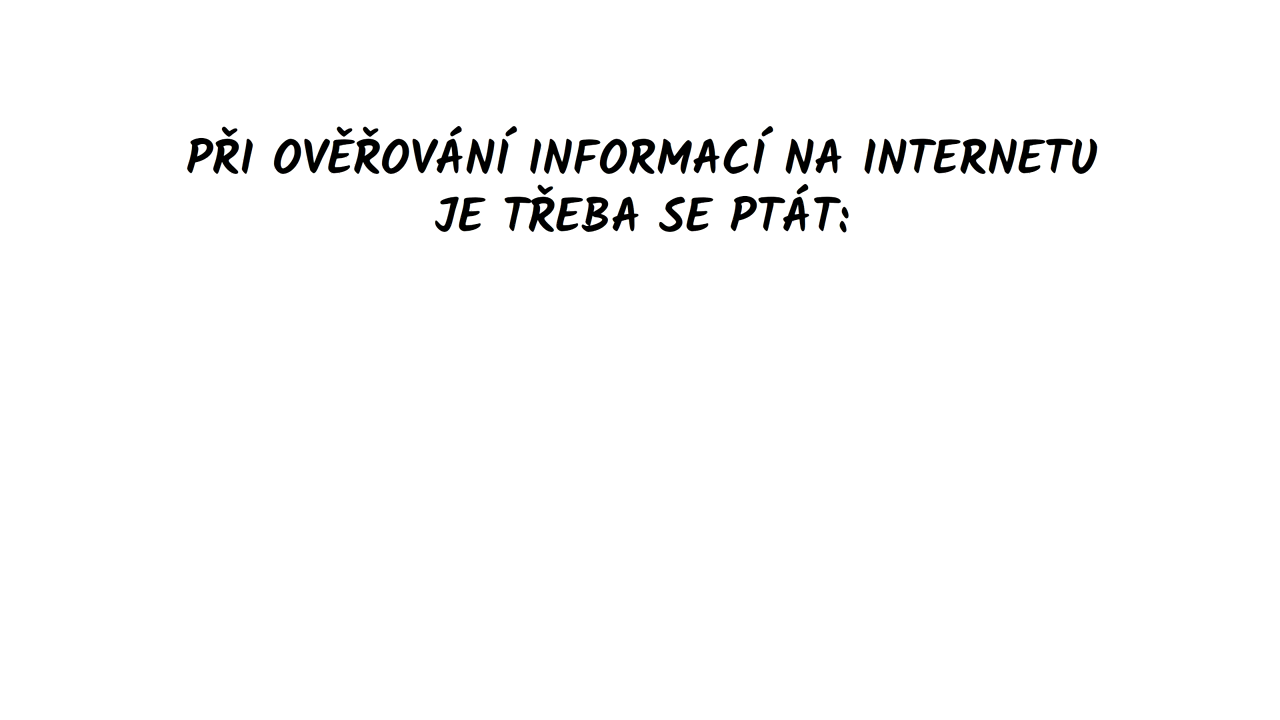 PŘI OVĚŘOVÁNÍ INFORMACÍ NA INTERNETU
JE TŘEBA SE PTÁT: